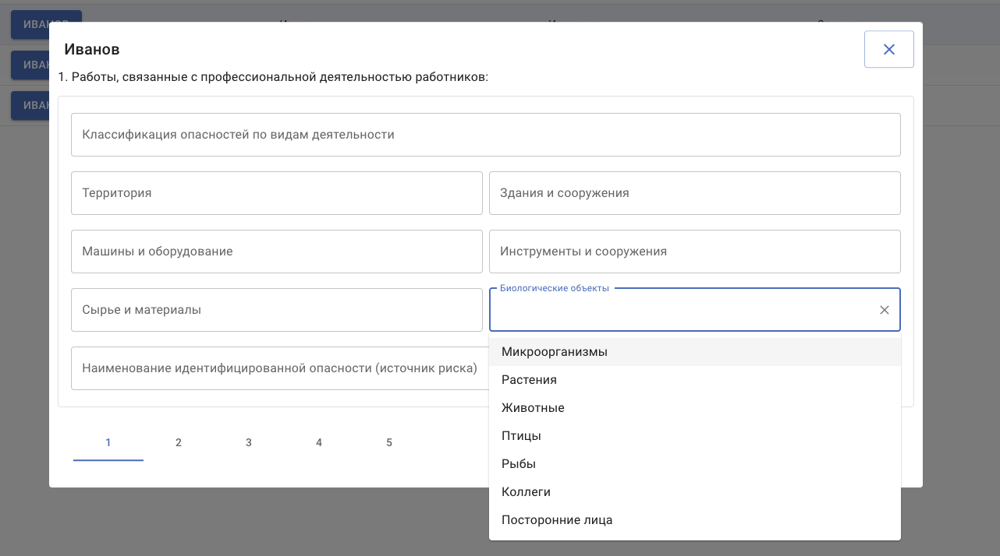 Иванов
1. Работы, связанные с профессиональной деятельностью работников:
Классификация опасностей по видам деятельности
Территория
Здания и сооружения
Машины и оборудование
Инструменты и сооружения
Сырье и материалы
Биологические объекты
Наименование идентифицированной опасности (источник риска)
Микроорганизмы
Растения
Животные
Птицы
Рыбы
Коллеги
Посторонние лица
1 2 3 4 5